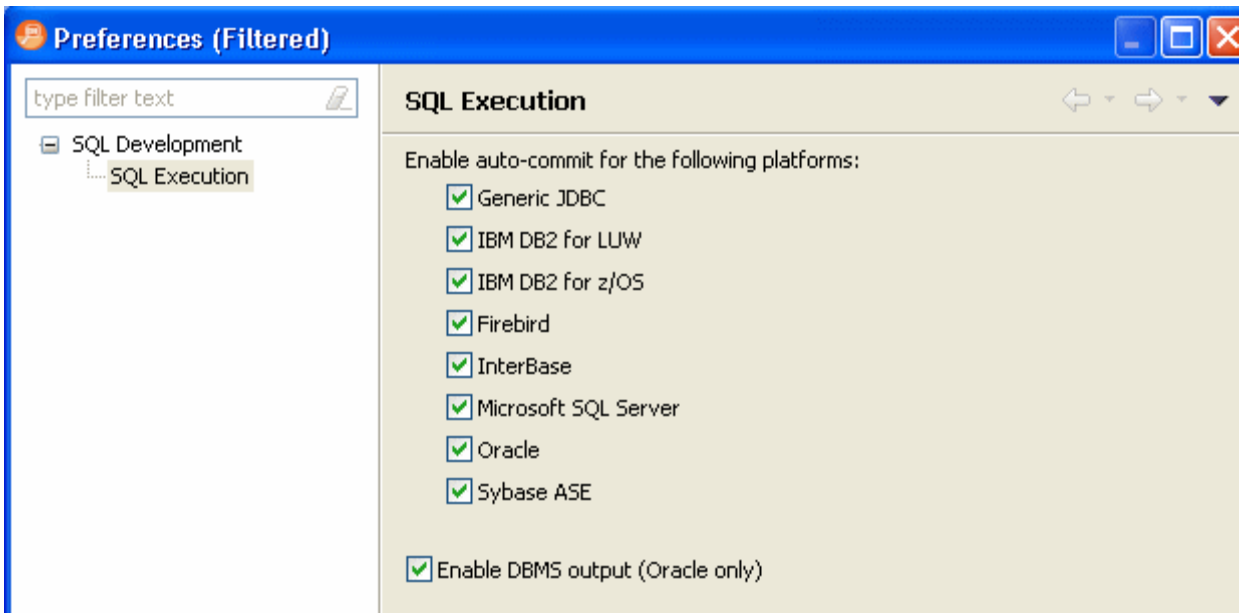 Preferences (Filtered)
type filter text
SQL Development
SQL Execution
SQL Execution
Enable auto-commit for the following platforms:
Generic JDBC
IBM DB2 for LUW
IBM DB2 for z/OS
Firebird
InterBase
Microsoft SQL Server
Oracle
Sybase ASE
Enable DBMS output (Oracle only)